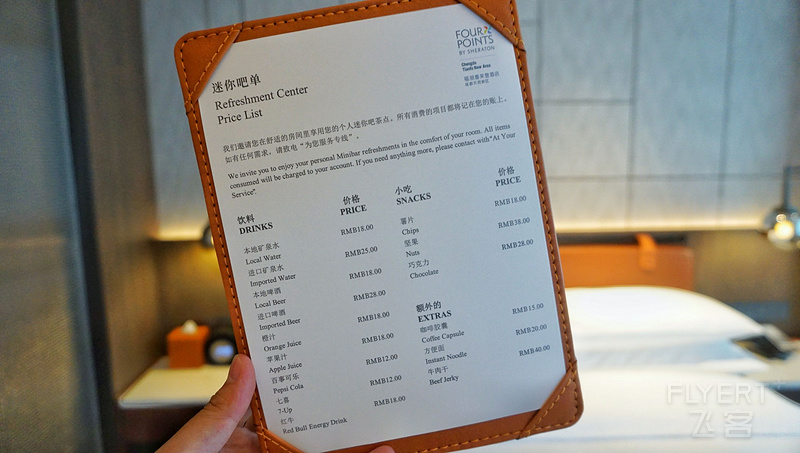 FOUR POINTS
BY SHERATON
Chengdu
Tianfu New Area
迷你吧单
Refreshment Center
Price List
我们邀请您在舒适的房间里享用您的个人迷你吧茶点。所有消费的项目都将记在您的账上。
如有任何需求，请致电“为您服务专线”。
We invite you to enjoy your personal Minibar refreshments in the comfort of your room. All items
consumed will be charged to your account. If you need anything more, please contact with"At Your
Service".
饮料 价格
DRINKS PRICE
本地矿泉水
Local Water RMB18.00
进口矿泉水
Imported Water RMB25.00
本地啤酒
Local Beer RMB18.00
进口啤酒
Imported Beer RMB28.00
橙汁
Orange Juice RMB18.00
苹果汁
Apple Juice RMB18.00
百事可乐
Pepsi Cola RMB12.00
七喜
7-Up RMB12.00
红牛
Red Bull Energy Drink RMB18.00
小吃 价格
SNACKS PRICE
薯片
Chips RMB18.00
坚果
Nuts RMB38.00
巧克力
Chocolate RMB28.00
额外的
EXTRAS
咖啡胶囊
Coffee Capsule RMB15.00
方便面
Instant Noodle RMB20.00
牛肉干
Beef Jerky RMB40.00
FLYERT
飞客